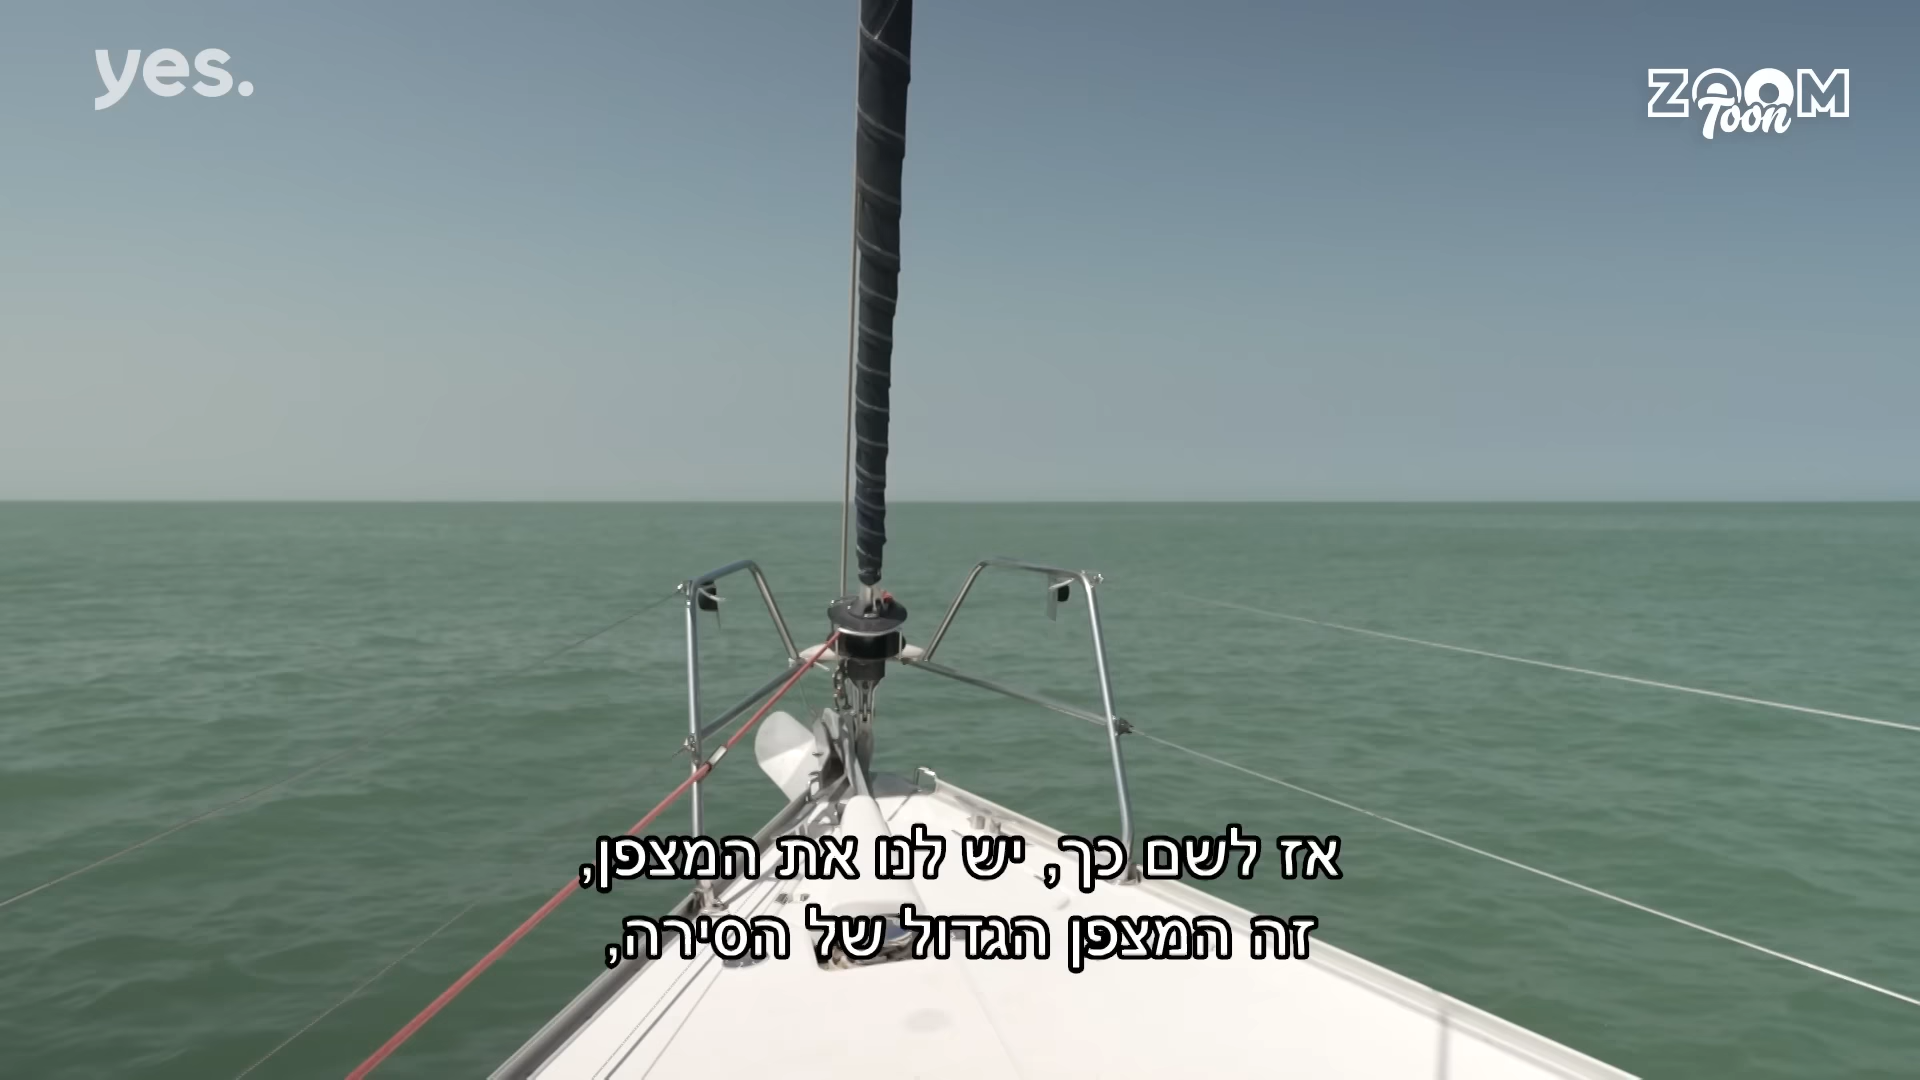 yes.
ZOOM
Toon
אז לשם כך, יש לנו את המצפן,
זה המצפן הגדול של הסירה,